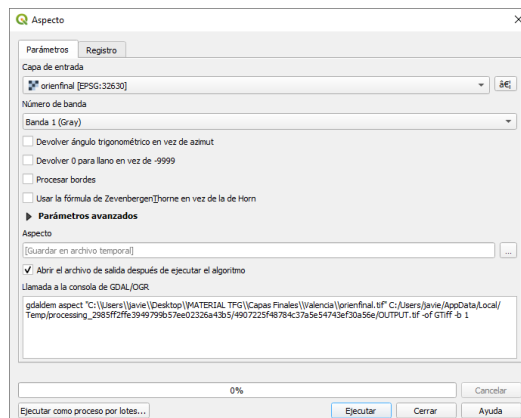 Aspecto
Parámetros Registro
Capa de entrada
orienfinal [EPSG:32630]
â€¦
Número de banda
Banda 1 (Gray)
Devolver ángulo trigonométrico en vez de azimut
Devolver 0 para llano en vez de -9999
Procesar bordes
Usar la fórmula de ZevenbergenThorne en vez de la de Horn
Parámetros avanzados
Aspecto
[Guardar en archivo temporal]
...
Abrir el archivo de salida después de ejecutar el algoritmo
Llamada a la consola de GDAL/OGR
gdaldem aspect "C:\\Users\\javie\\Desktop\\MATERIAL TFG\\Capas Finales\\Valencia\\orienfinal.tif" C:/Users/javie/AppData/Local/
Temp/processing_2985ff2ffe3949799b57ee02326a43b5/4907225f48784c37a5e54743ef30a56e/OUTPUT.tif -of GTiff -b 1
0%
Cancelar
Ejecutar como proceso por lotes...
Ejecutar
Cerrar
Ayuda